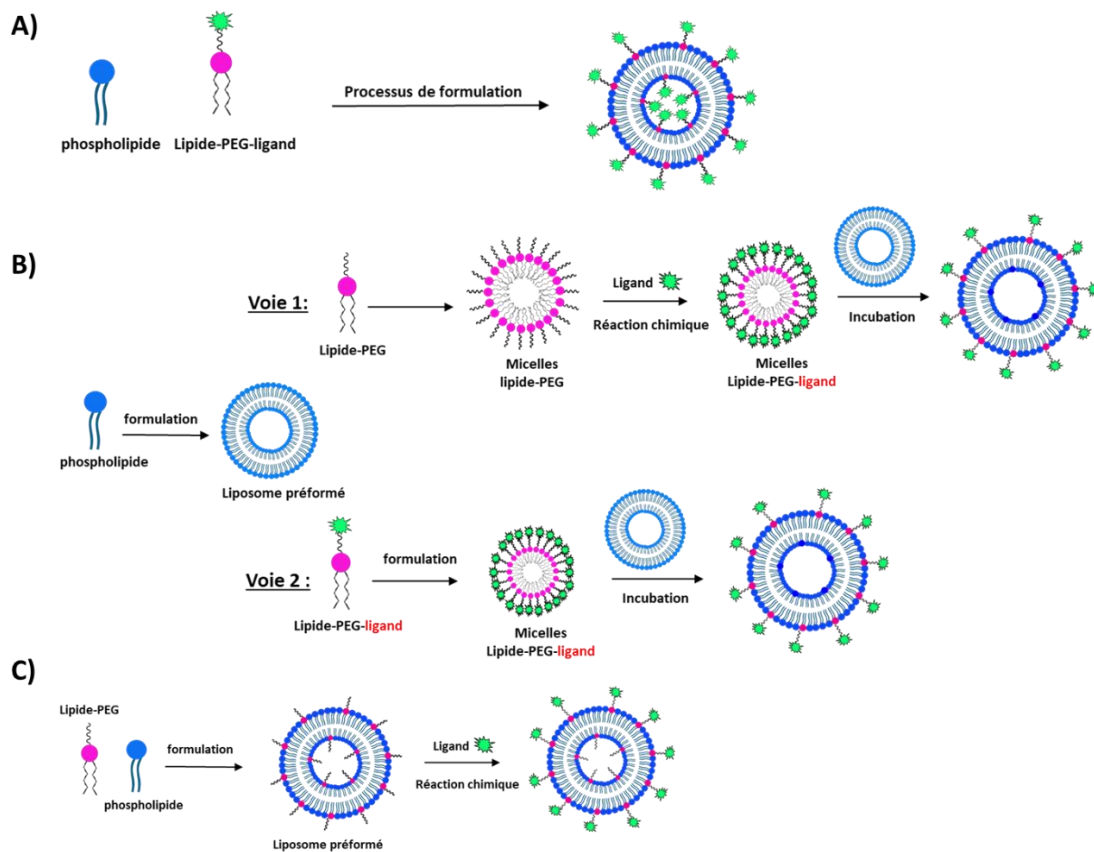 A)
phospholipide
Lipide-PEG-ligand
Processus de formulation
B)
Voie 1:
Lipide-PEG
Micelles
lipide-PEG
Ligand
Réaction chimique
Micelles
Lipide-PEG-ligand
Incubation
phospholipide
formulation
Liposome préformé
Voie 2 :
Lipide-PEG-ligand
formulation
Micelles
Lipide-PEG-ligand
Incubation
C)
Lipide-PEG
phospholipide
formulation
Liposome préformé
Ligand
Réaction chimique